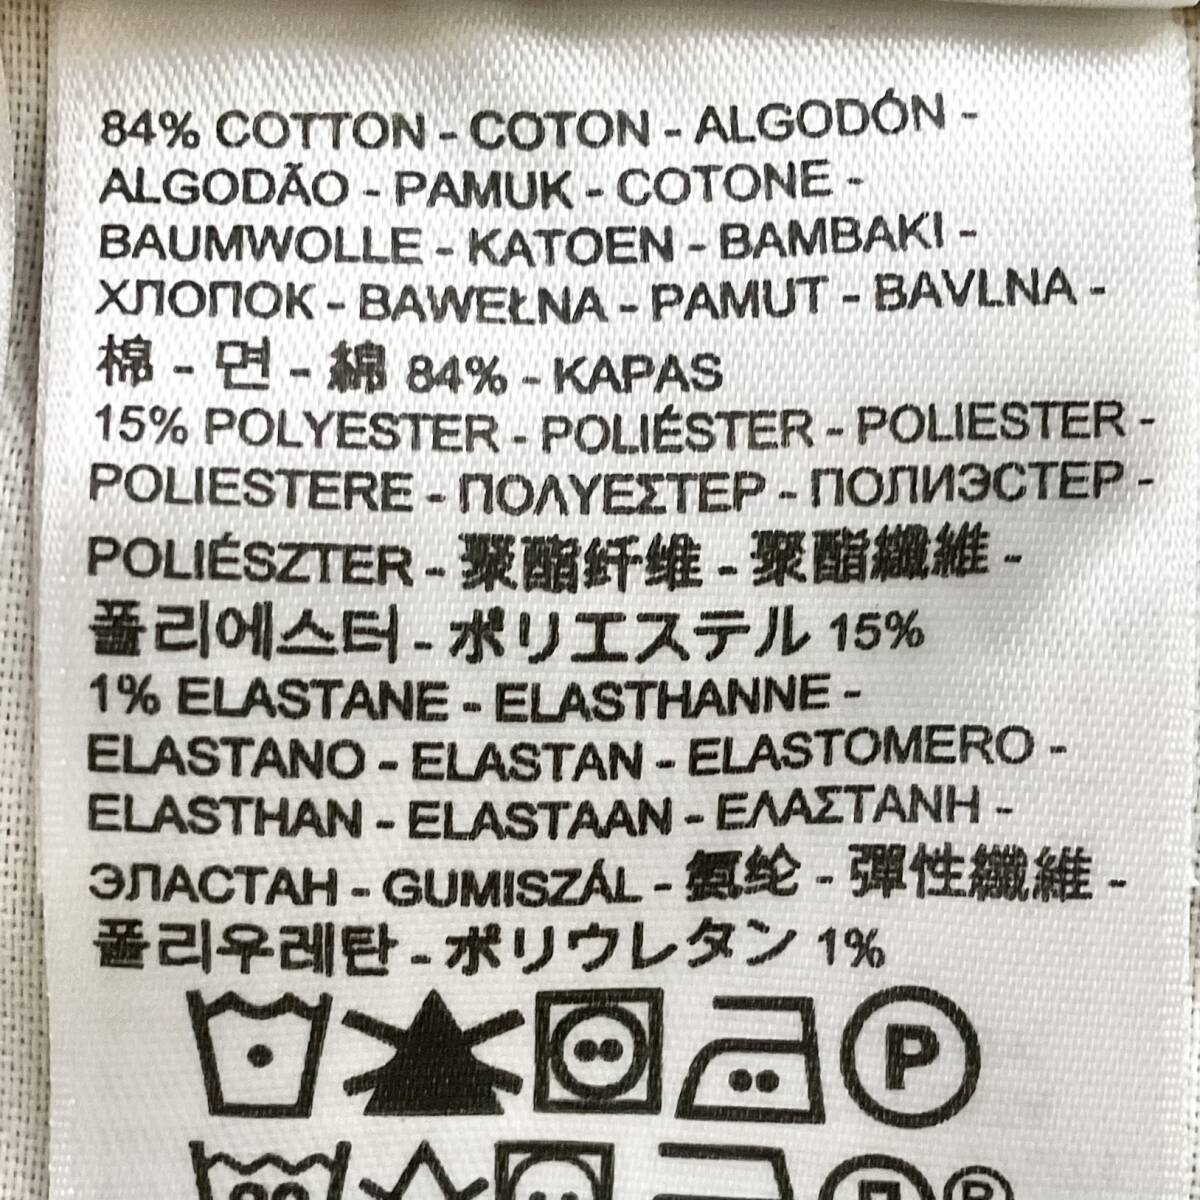 84% COTTON - COTON - ALGODÓN -
ALGODÃO - PAMUK - COTONE -
BAUMWOLLE - KATOEN - BAMBAKI -
ХЛОПОК - BAWEŁNA - PAMUT - BAVLNA -
棉 - 면 - 綿 84% - KAPAS
15% POLYESTER - POLIÉSTER - POLIESTER -
POLIESTERE - ΠΟΛΥΕΣΤΕΡ - ПОЛИЭСТЕР -
POLIÉSZTER - 聚酯纤维 - 聚酯纖維 -
폴리에스터 - ポリエステル 15%
1% ELASTANE - ELASTHANNE -
ELASTANO - ELASTAN - ELASTOMERO -
ELASTHAN - ELASTAAN - ΕΛΑΣΤΑΝΗ -
ЭЛАСТАН - GUMISZÁL - 氨纶 - 彈性纖維 -
폴리우레탄 - ポリウレタン 1%
P